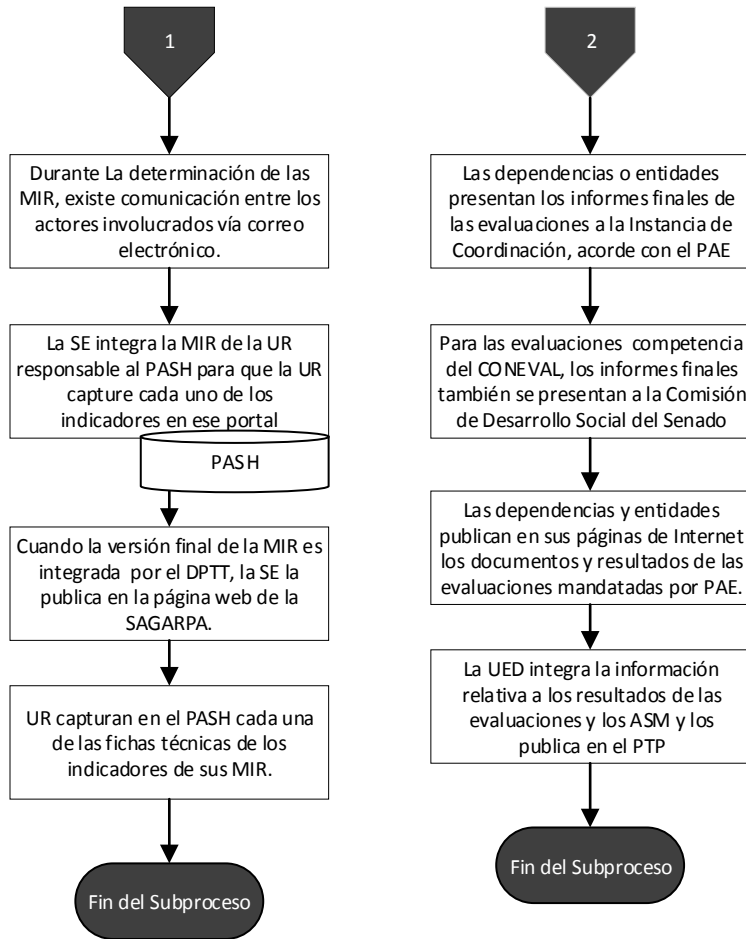 1
Durante La determinación de las
MIR, existe comunicación entre los
actores involucrados vía correo
electrónico.
La SE integra la MIR de la UR
responsable al PASH para que la UR
capture cada uno de los
indicadores en ese portal
PASH
Cuando la versión final de la MIR es
integrada por el DPTT, la SE la
publica en la página web de la
SAGARPA.
UR capturan en el PASH cada una
de las fichas técnicas de los
indicadores de sus MIR.
Fin del Subproceso
2
Las dependencias o entidades
presentan los informes finales de
las evaluaciones a la Instancia de
Coordinación, acorde con el PAE
Para las evaluaciones competencia
del CONEVAL, los informes finales
también se presentan a la Comisión
de Desarrollo Social del Senado
Las dependencias y entidades
publican en sus páginas de Internet
los documentos y resultados de las
evaluaciones mandatadas por PAE.
La UED integra la información
relativa a los resultados de las
evaluaciones y los ASM y los
publica en el PTP
Fin del Subproceso